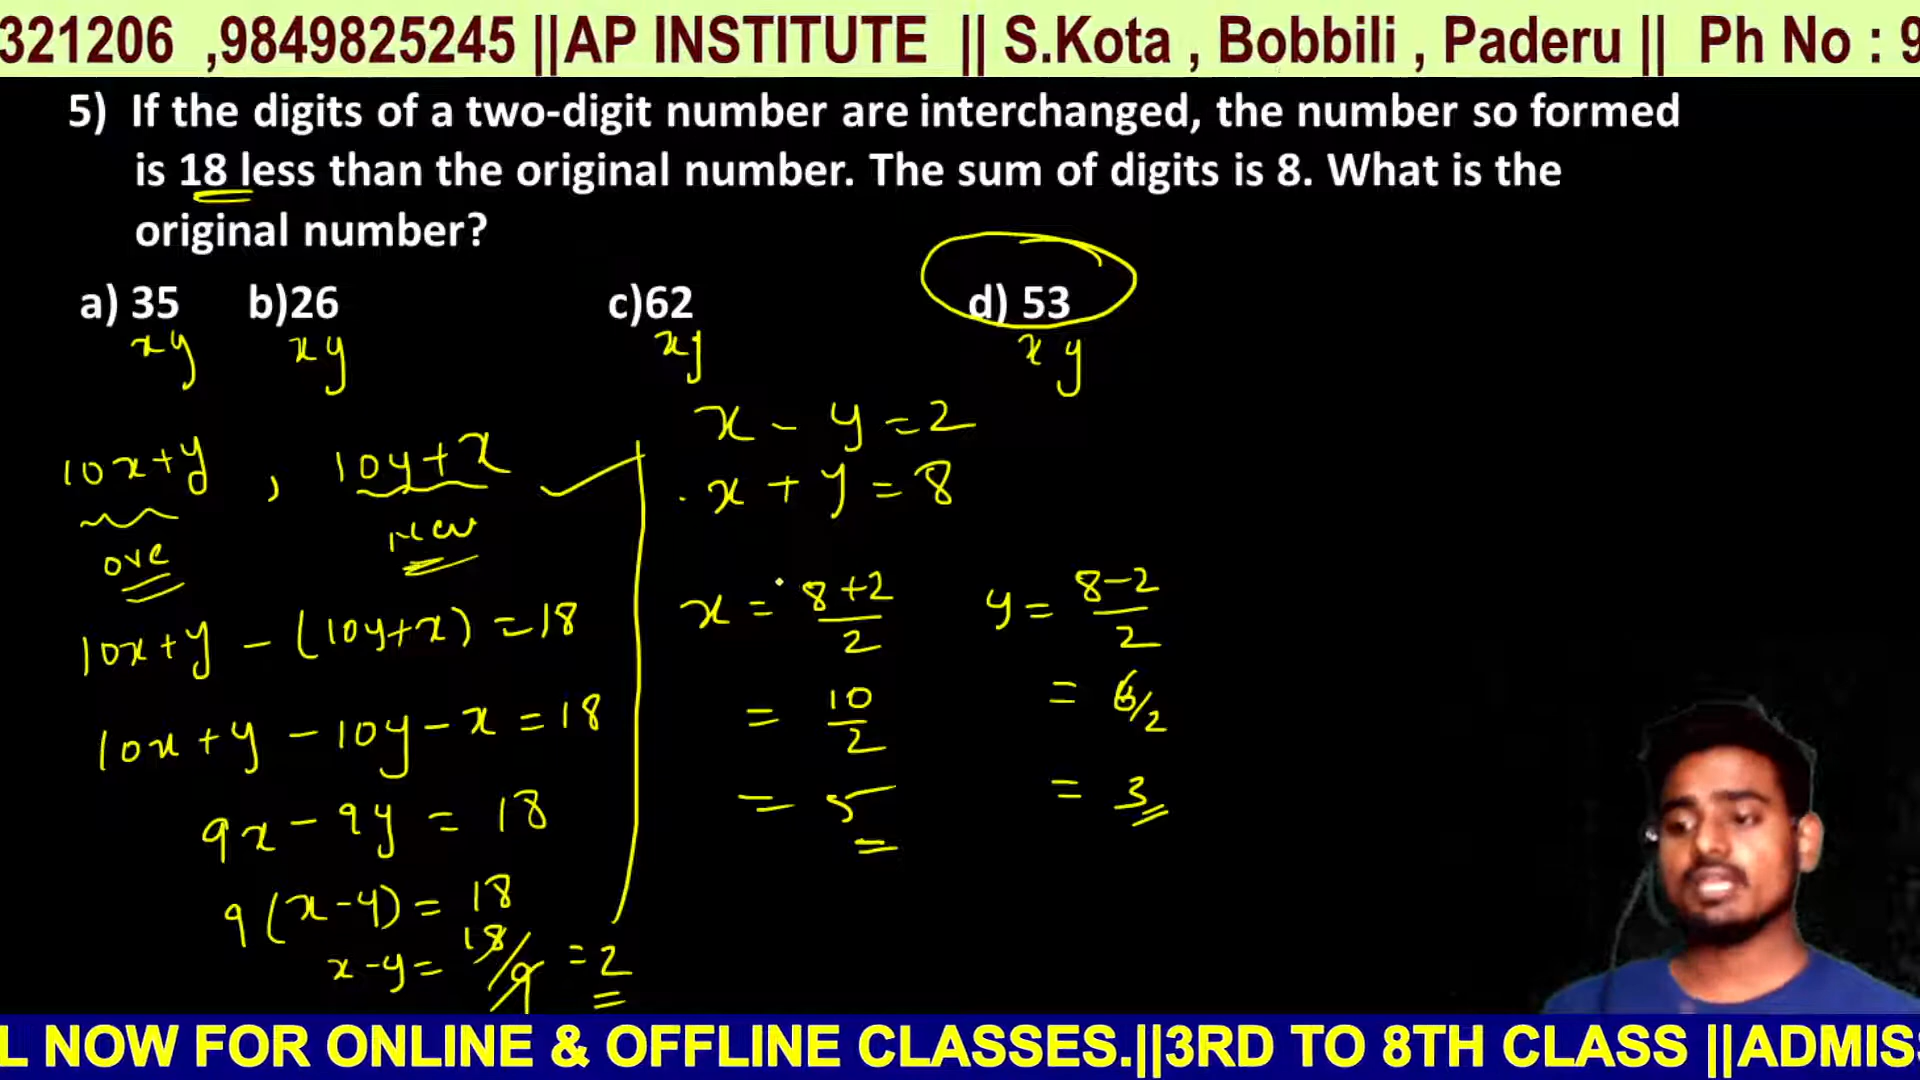 321206 ,9849825245 ||AP INSTITUTE || S.Kota , Bobbili , Paderu || Ph No : 9
5) If the digits of a two-digit number are interchanged, the number so formed
is 18 less than the original number. The sum of digits is 8. What is the
original number?
a) 35 b)26 c)62 d) 53
xy xy xy xy
10x+y , 10y+x
New
10x+y - (10y+x) = 18
10x+y - 10y - x = 18
9x - 9y = 18
9(x-y) = 18
x-y = 18/9 = 2
x - y = 2
x + y = 8
x = 8+2/2
= 10/2
= 5
y = 8-2/2
= 6/2
= 3
L NOW FOR ONLINE & OFFLINE CLASSES.||3RD TO 8TH CLASS ||ADMIS